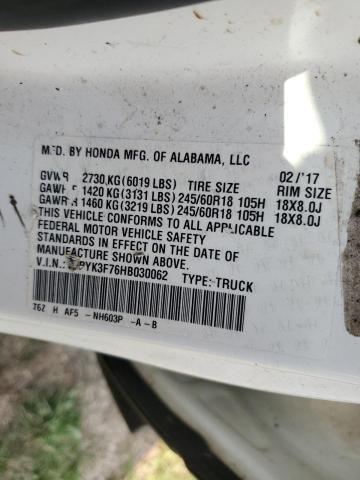 MFD. BY HONDA MFG. OF ALABAMA, LLC 02/'17
GVWR 2730 KG(6019 LBS) TIRE SIZE RIM SIZE
GAWR F 1420 KG(3131 LBS) 245/60R18 105H 18X8.0J
GAWR R 1460 KG(3219 LBS) 245/60R18 105H 18X8.0J
THIS VEHICLE CONFORMS TO ALL APPLICABLE
FEDERAL MOTOR VEHICLE SAFETY
STANDARDS IN EFFECT ON THE DATE OF
MANUFACTURE SHOWN ABOVE.
V.I.N.: PYK3F76HB030062 TYPE: TRUCK
T6Z H AF5 -NH603P -A-B